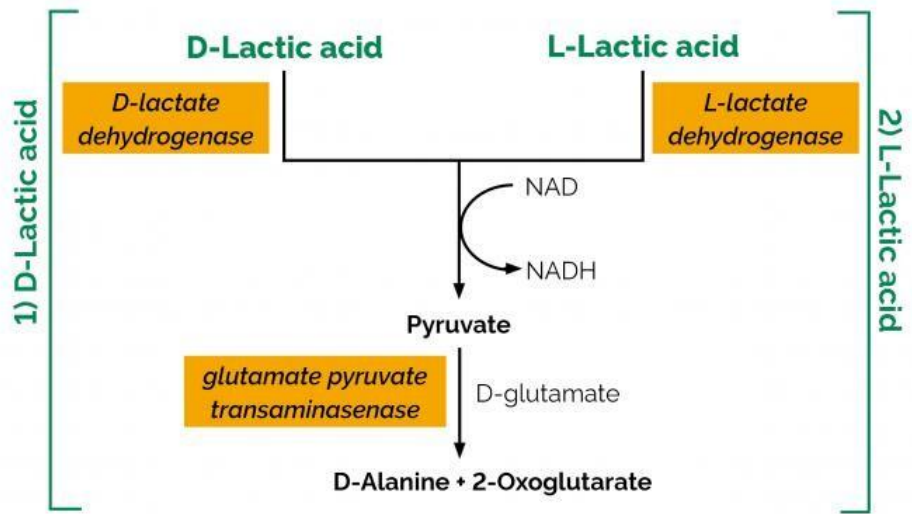 D-Lactic acid
L-Lactic acid
D-lactate
dehydrogenase
L-lactate
dehydrogenase
1) D-Lactic acid
2) L-Lactic acid
NAD
NADH
Pyruvate
glutamate pyruvate
transaminasenase
D-glutamate
D-Alanine + 2-Oxoglutarate